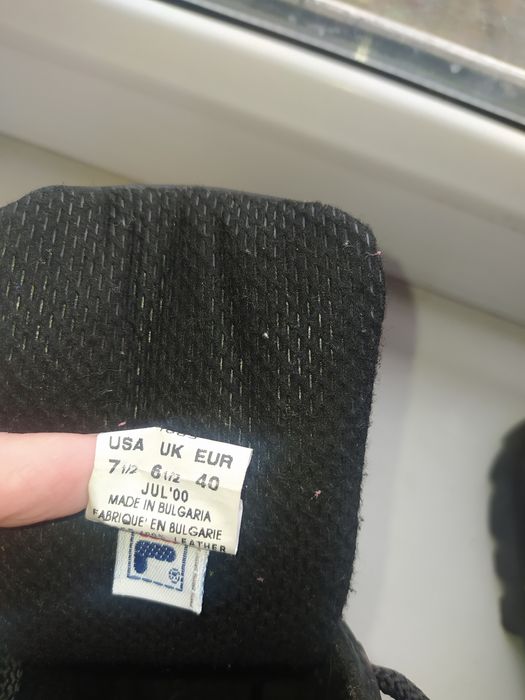 USA UK EUR
7 1/2 6 1/2 40
JUL'00
MADE IN BULGARIA
FABRIQUE' EN BULGARIE
LEATHER
F